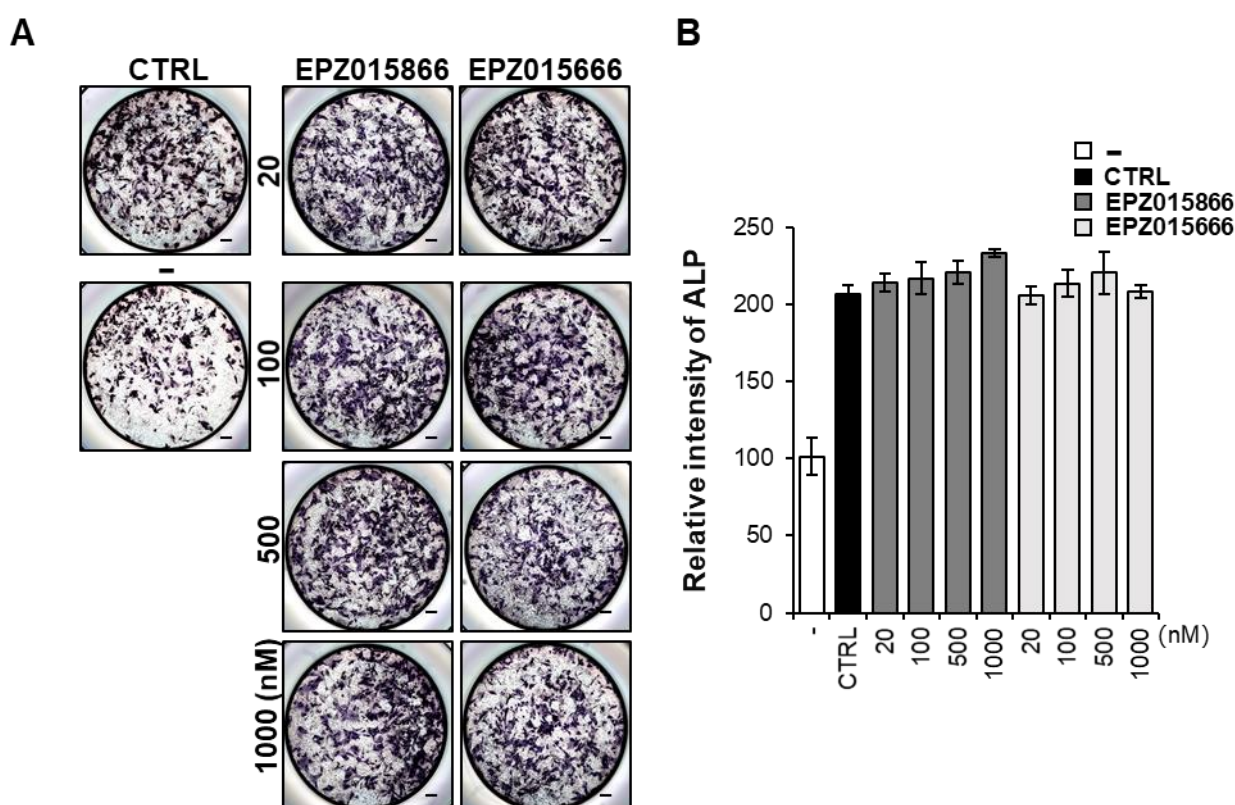 A
CTRL EPZ015866 EPZ015666
20
–
100
500
1000 (nM)
B
–
CTRL
EPZ015866
EPZ015666
Relative intensity of ALP
250
200
150
100
50
0
- CTRL 20 100 500 1000 20 100 500 1000 (nM)